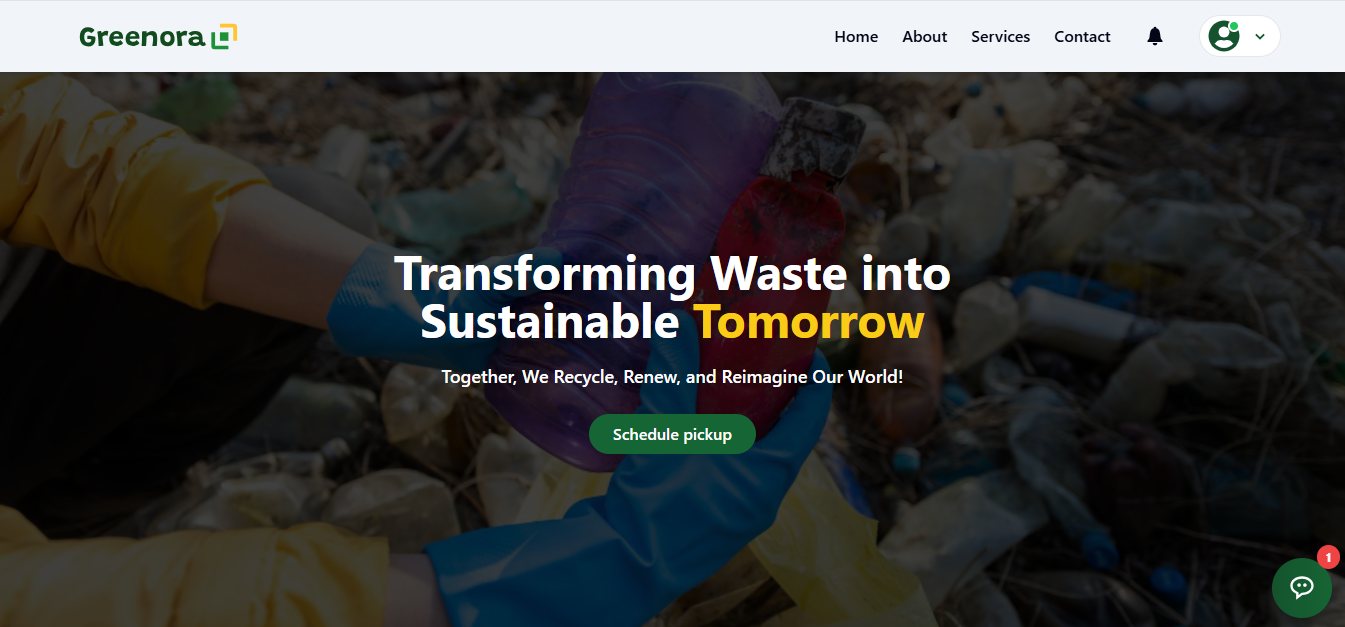 Greenora
Home About Services Contact
Transforming Waste into
Sustainable Tomorrow
Together, We Recycle, Renew, and Reimagine Our World!
Schedule pickup
1